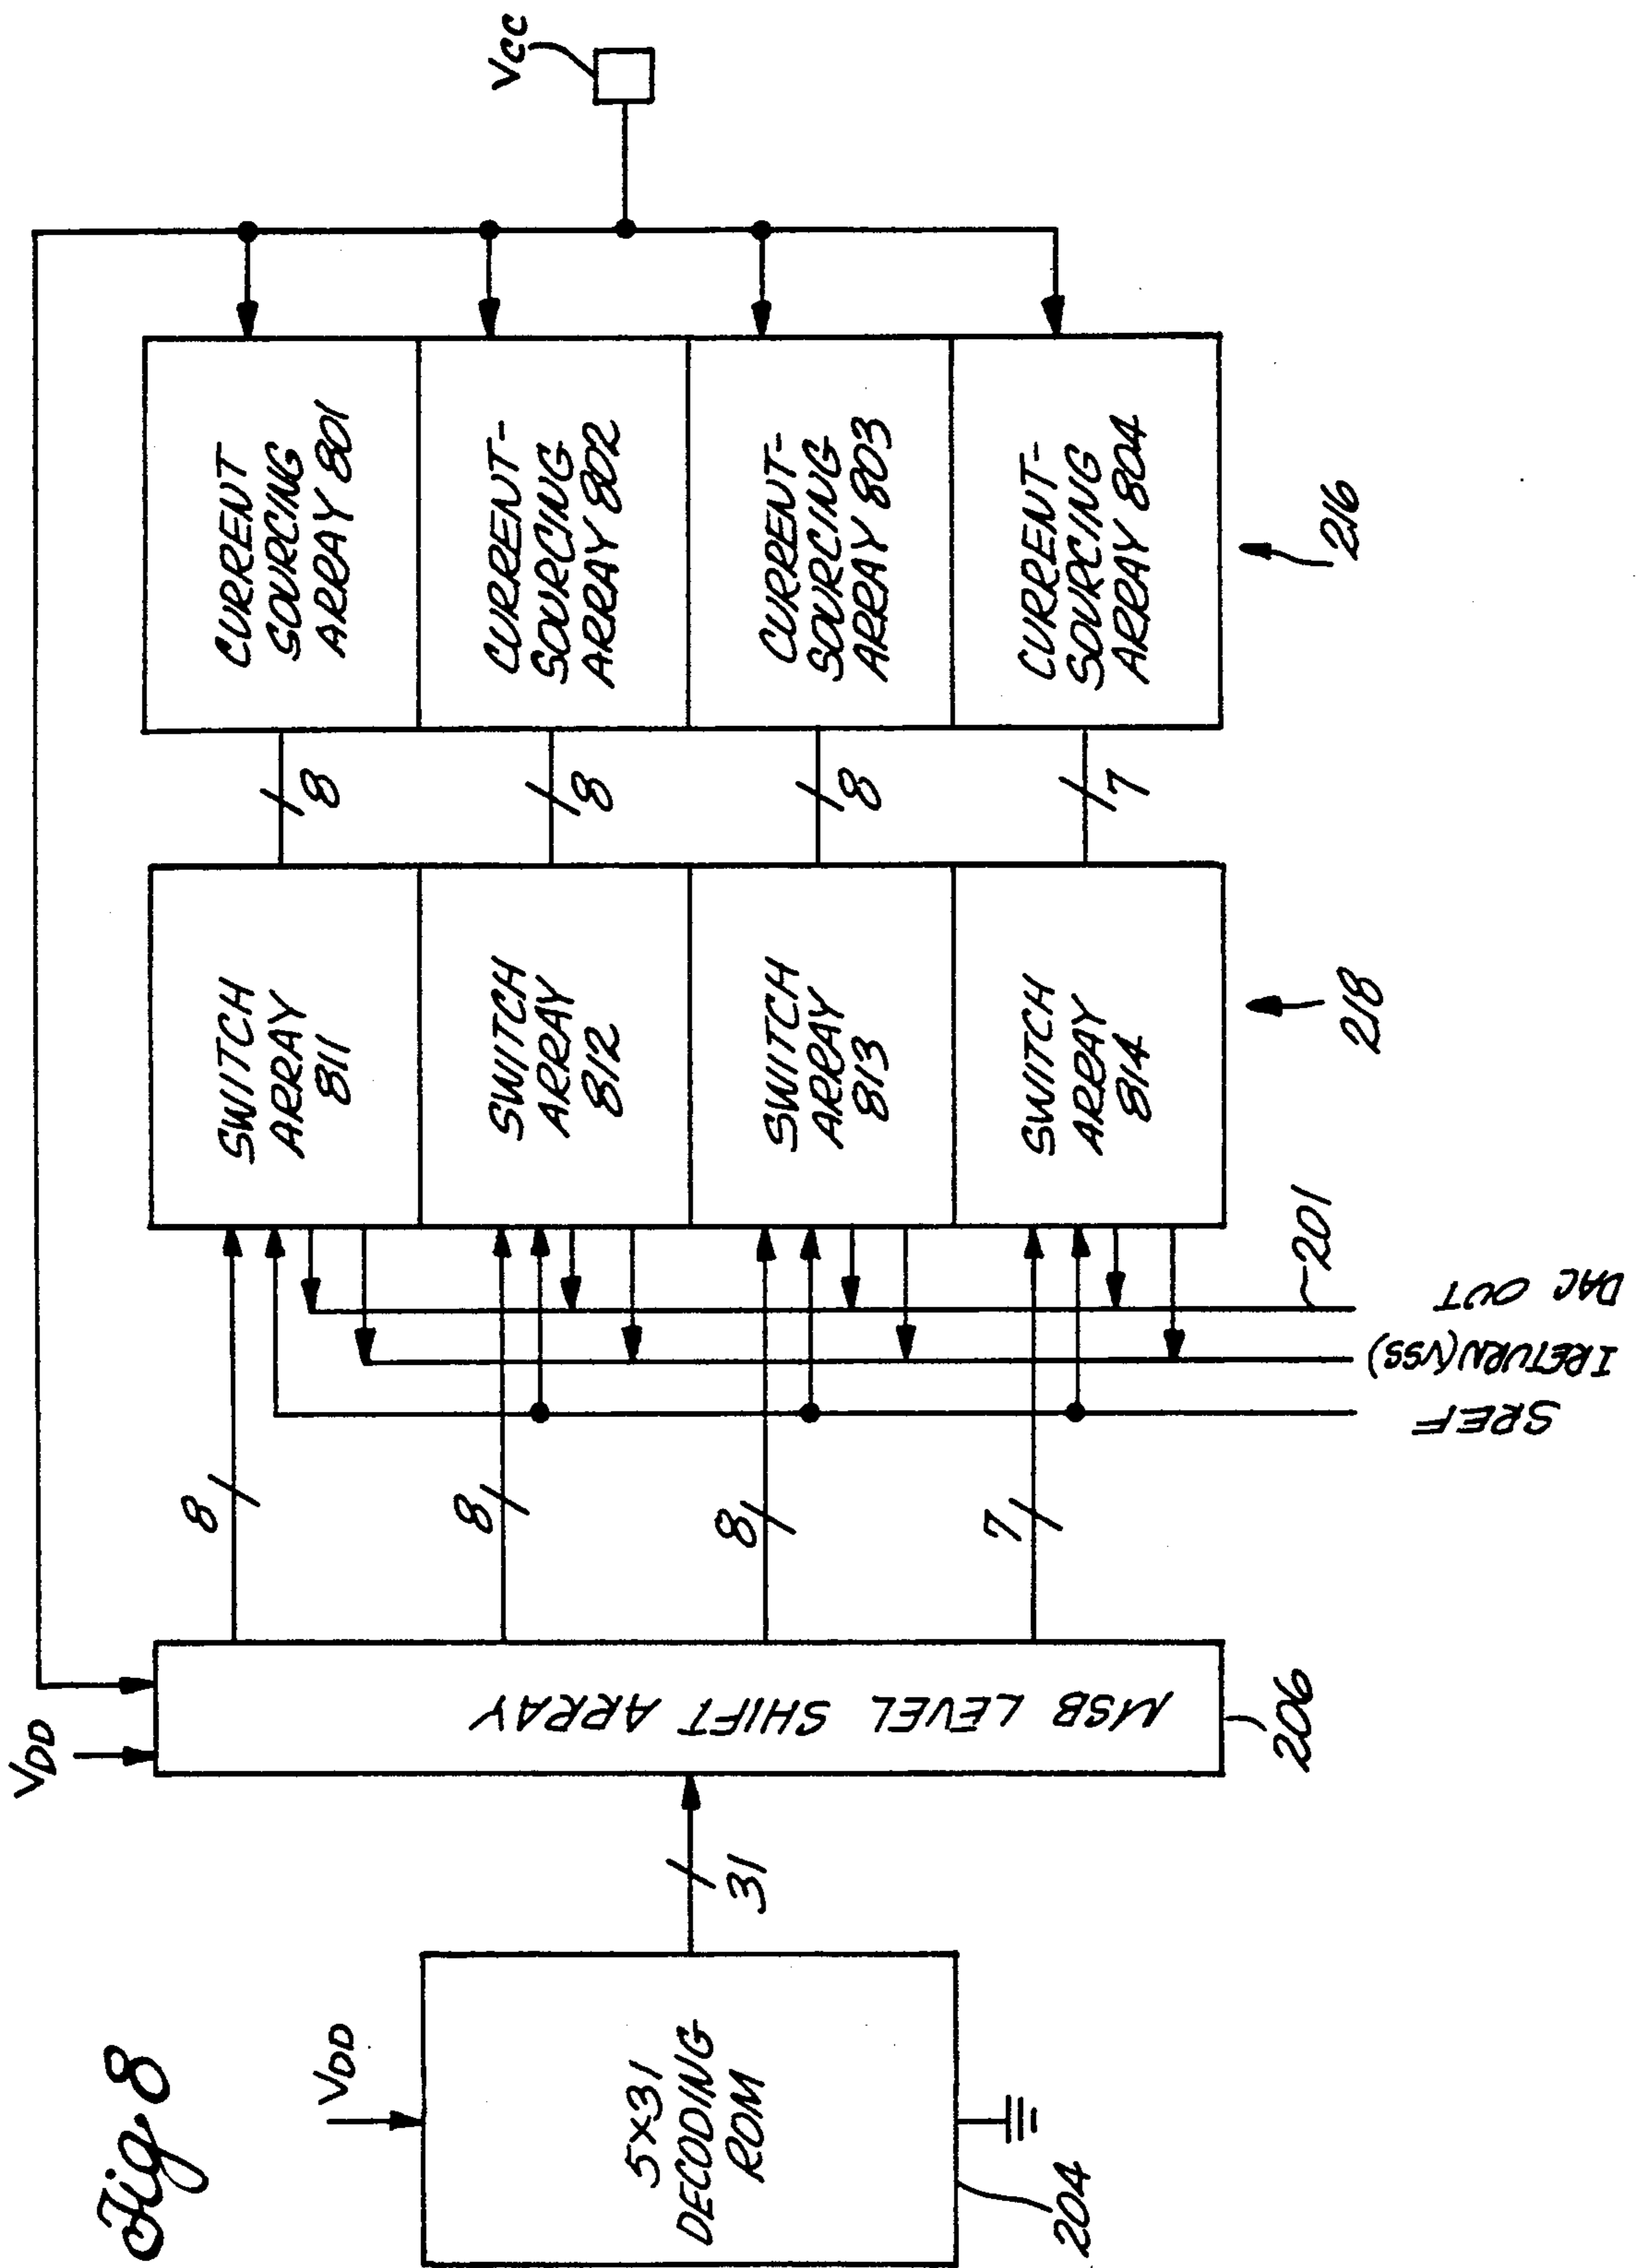 Fig. 8
VDD
5×31
DECODING
ROM
204
31
VDD
MSB LEVEL SHIFT ARRAY
206
8
8
8
7
SREF
IRETURN(VSS)
DAC OUT
201
SWITCH
ARRAY
811
SWITCH
ARRAY
812
SWITCH
ARRAY
813
SWITCH
ARRAY
814
218
8
8
8
7
CURRENT
SOURCING
ARRAY 801
CURRENT-
SOURCING
ARRAY 802
CURRENT-
SOURCING
ARRAY 803
CURRENT-
SOURCING
ARRAY 804
216
VCC